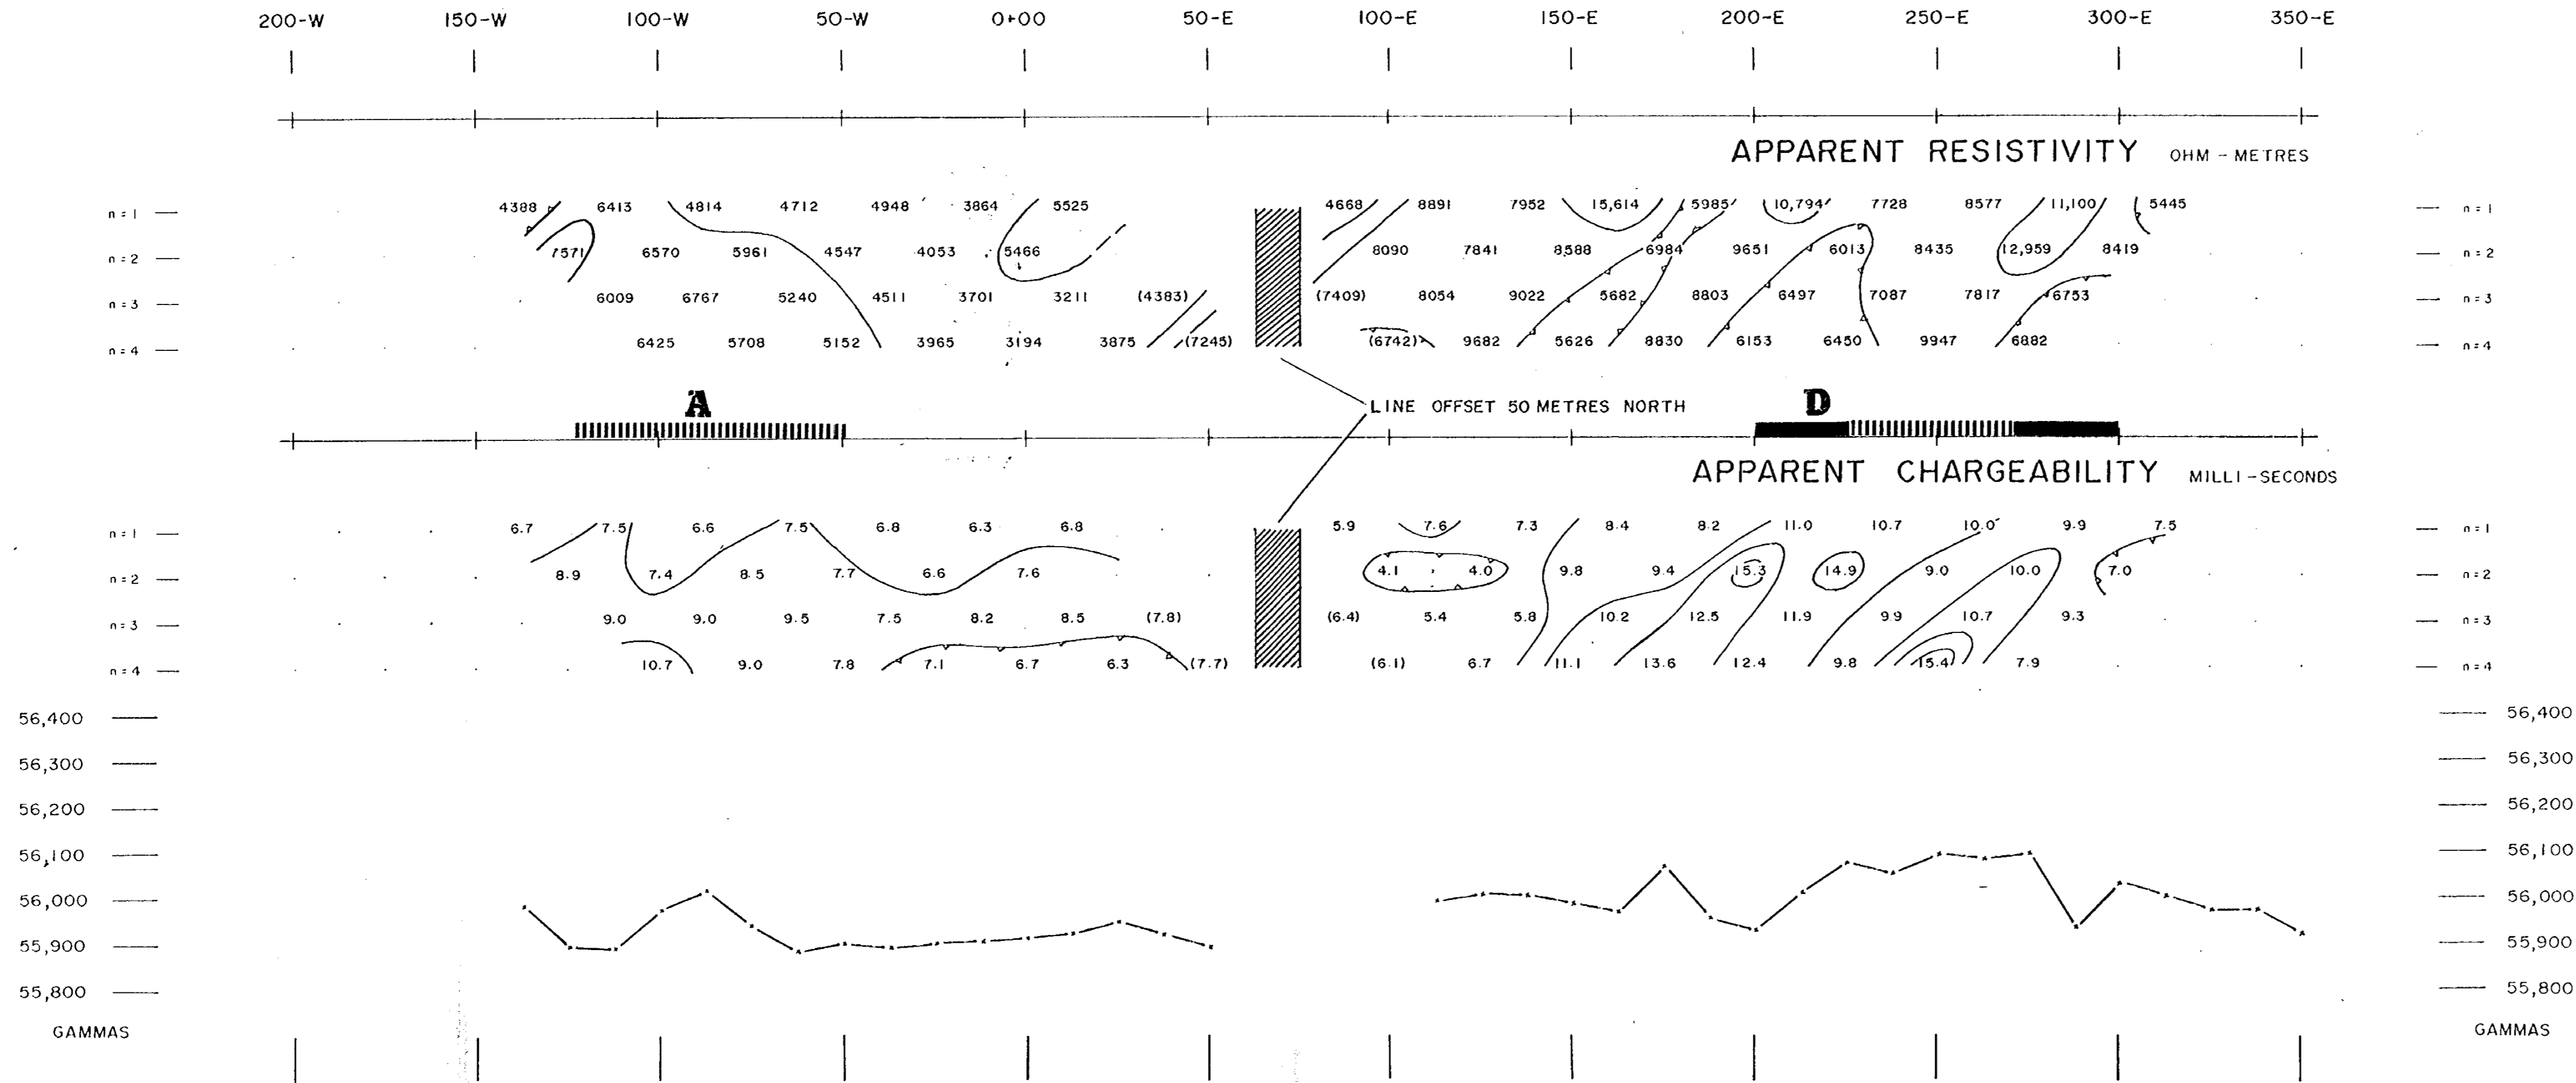 200-W 150-W 100-W 50-W 0+00 50-E 100-E 150-E 200-E 250-E 300-E 350-E
APPARENT RESISTIVITY OHM - METRES
n=1 4388 6413 4814 4712 4948 3864 5525 4668 8891 7952 15,614 5985 10,794 7728 8577 11,100 5445 n=1
n=2 7571 6570 5961 4547 4053 5466 8090 7841 8588 6984 9651 6013 8435 12,959 8419 n=2
n=3 6009 6767 5240 4511 3701 3211 (4383) (7409) 8054 9022 5682 8803 6497 7087 7817 6753 n=3
n=4 6425 5708 5152 3965 3194 3875 (7245) (6742) 9682 5626 8830 6153 6450 9947 6882 n=4
A D
LINE OFFSET 50 METRES NORTH
APPARENT CHARGEABILITY MILLI-SECONDS
n=1 6.7 7.5 6.6 7.5 6.8 6.3 6.8 5.9 7.6 7.3 8.4 8.2 11.0 10.7 10.0 9.9 7.5 n=1
n=2 8.9 7.4 8.5 7.7 6.6 7.6 4.1 4.0 9.8 9.4 15.3 14.9 9.0 10.0 7.0 n=2
n=3 9.0 9.0 9.5 7.5 8.2 8.5 (7.8) (6.4) 5.4 5.8 10.2 12.5 11.9 9.9 10.7 9.3 n=3
n=4 10.7 9.0 7.8 7.1 6.7 6.3 (7.7) (6.1) 6.7 11.1 13.6 12.4 9.8 15.4 7.9 n=4
56,400 56,400
56,300 56,300
56,200 56,200
56,100 56,100
56,000 56,000
55,900 55,900
55,800 55,800
GAMMAS GAMMAS